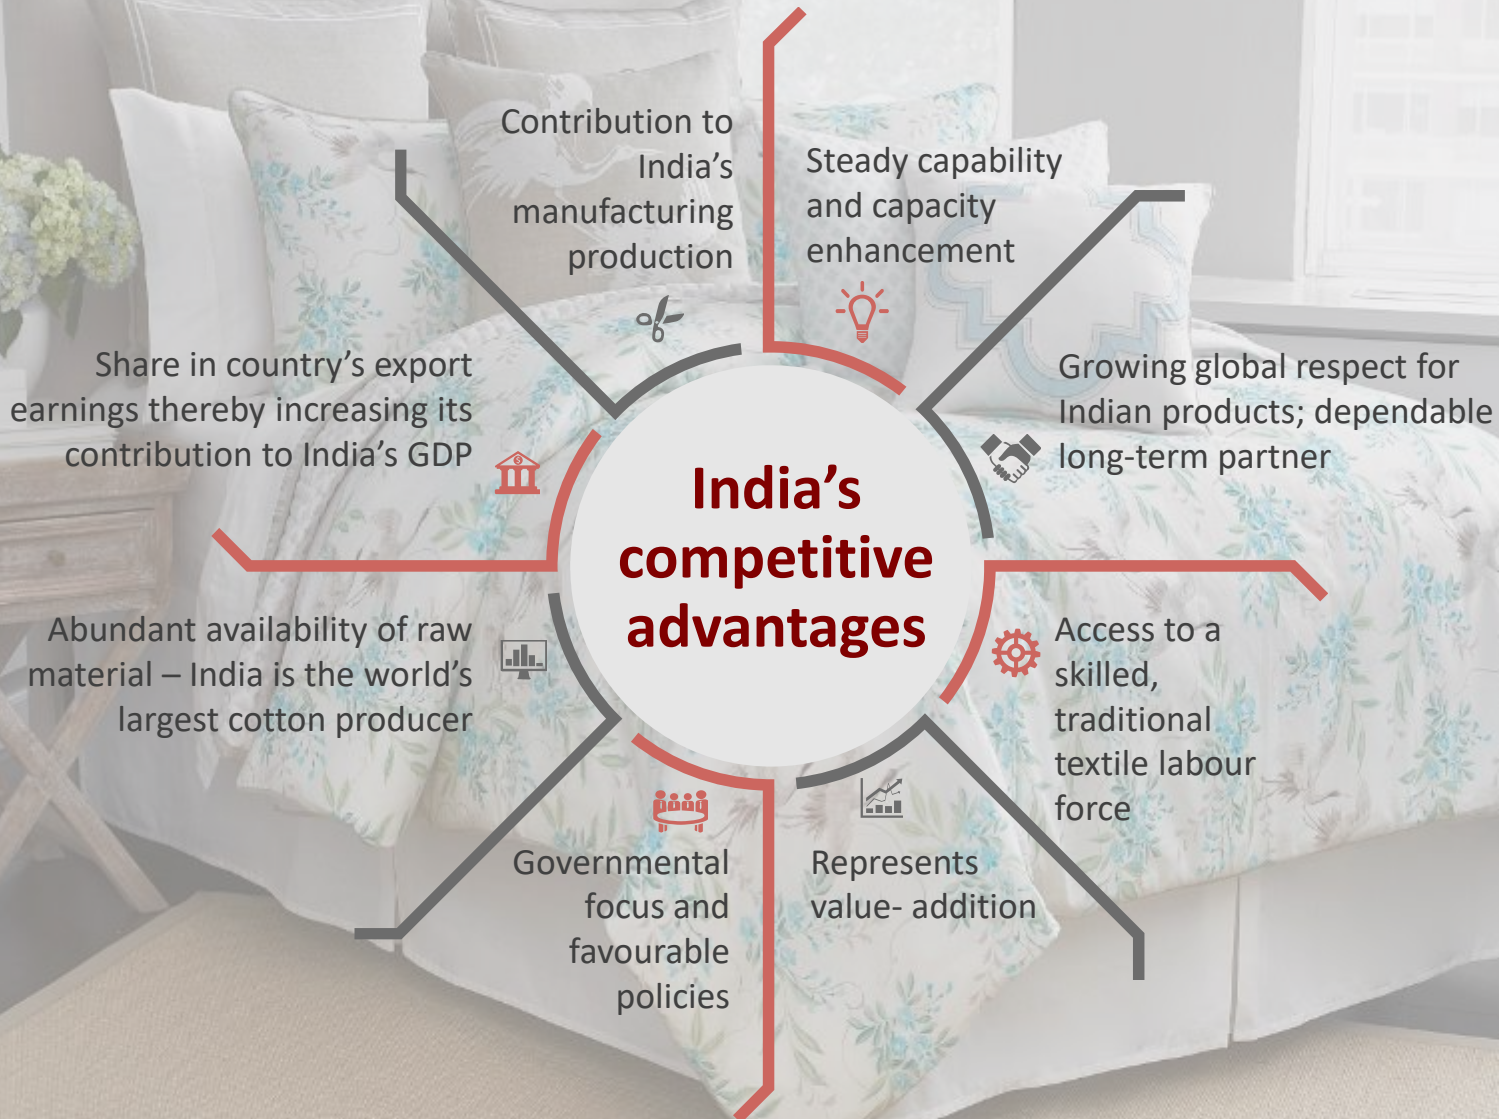 Contribution to
India’s
manufacturing
production
Steady capability
and capacity
enhancement
Share in country’s export
earnings thereby increasing its
contribution to India’s GDP
Growing global respect for
Indian products; dependable
long-term partner
India’s
competitive
advantages
Abundant availability of raw
material – India is the world’s
largest cotton producer
Access to a
skilled,
traditional
textile labour
force
Governmental
focus and
favourable
policies
Represents
value- addition